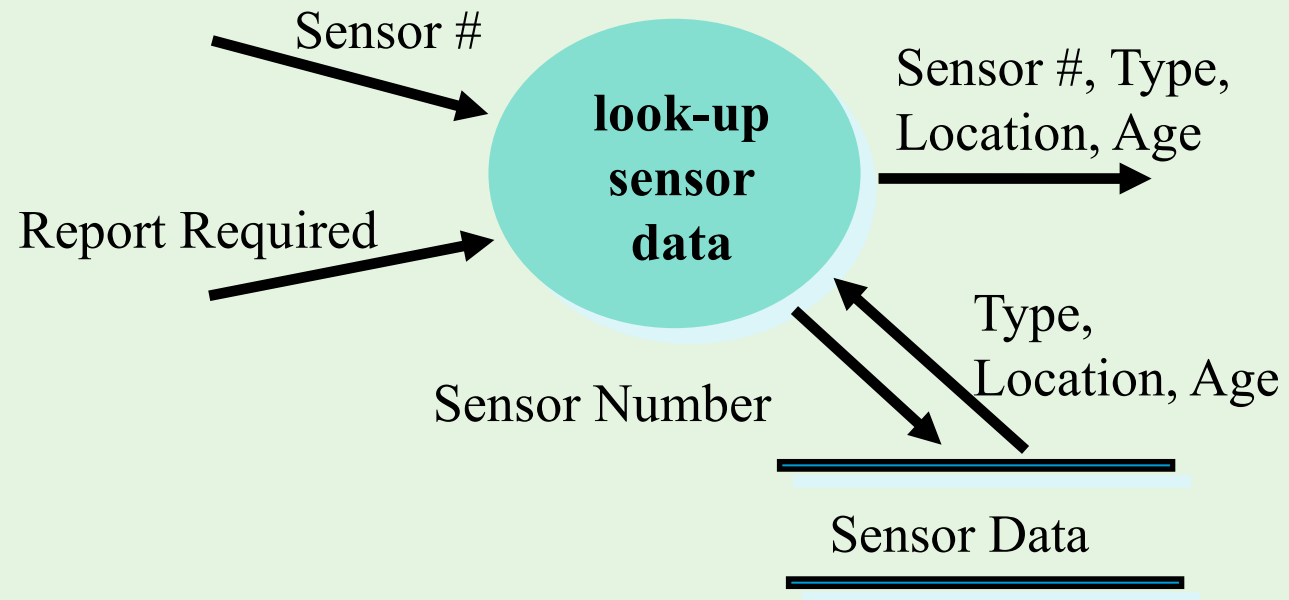 Sensor #
look-up
sensor
data
Sensor #, Type,
Location, Age
Report Required
Type,
Location, Age
Sensor Number
Sensor Data